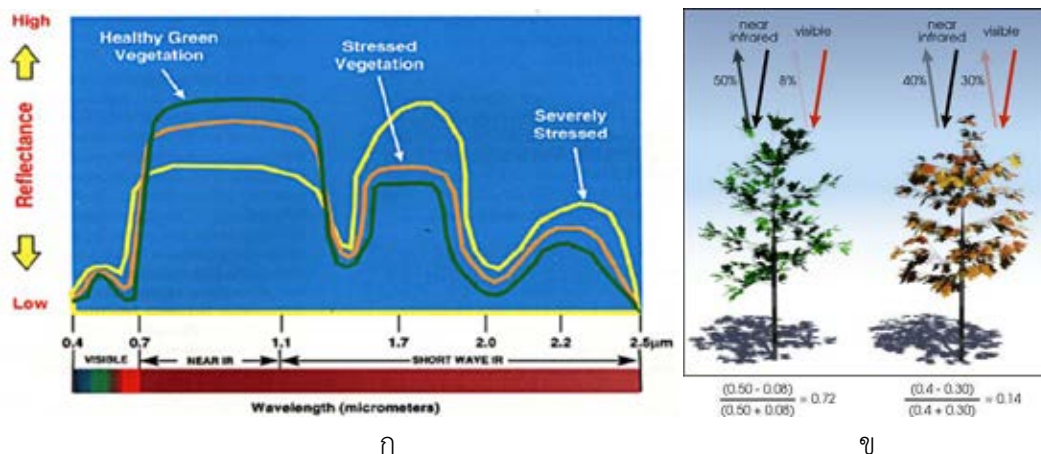 High
Reflectance
Low
Healthy Green
Vegetation
Stressed
Vegetation
Severely
Stressed
0.4
0.7
1.1
1.7
2.0
2.2
2.5µm
VISIBLE
NEAR IR
SHORT WAVE IR
Wavelength (micrometers)
ก
near
infrared
visible
50%
8%
near
infrared
visible
40%
30%
(0.50 - 0.08)
(0.50 + 0.08)
= 0.72
(0.4 - 0.30)
(0.4 + 0.30)
= 0.14
ข